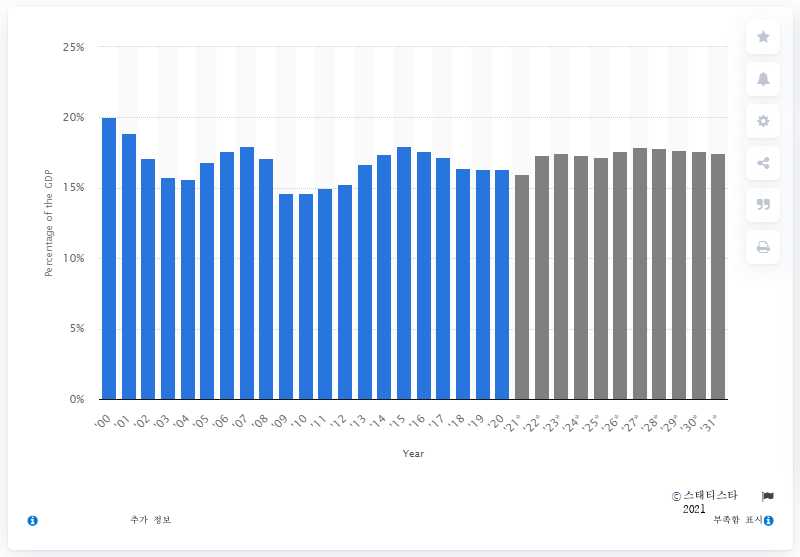 25%
20%
15%
10%
5%
0%
Percentage of the GDP
'00 '01 '02 '03 '04 '05 '06 '07 '08 '09 '10 '11 '12 '13 '14 '15 '16 '17 '18 '19 '20 '21* '22* '23* '24* '25* '26* '27* '28* '29* '30* '31*
Year
© 스태티스타
2021
추가 정보
부족함 표시